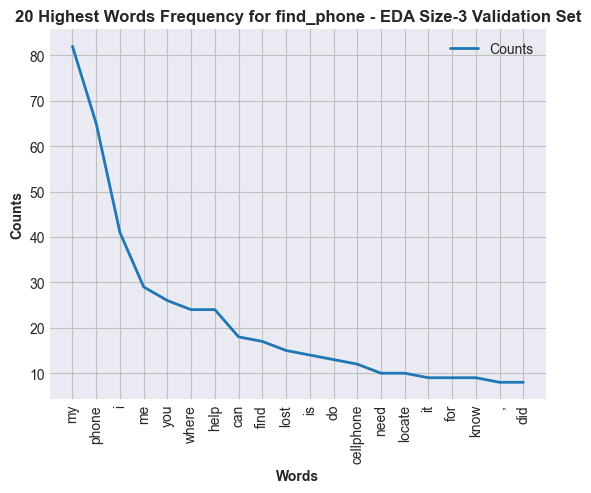 20 Highest Words Frequency for find_phone - EDA Size-3 Validation Set
Counts
80
70
60
50
40
30
20
10
Counts
my
phone
i
me
you
where
help
can
find
lost
is
do
cellphone
need
locate
it
for
know
,
did
Words